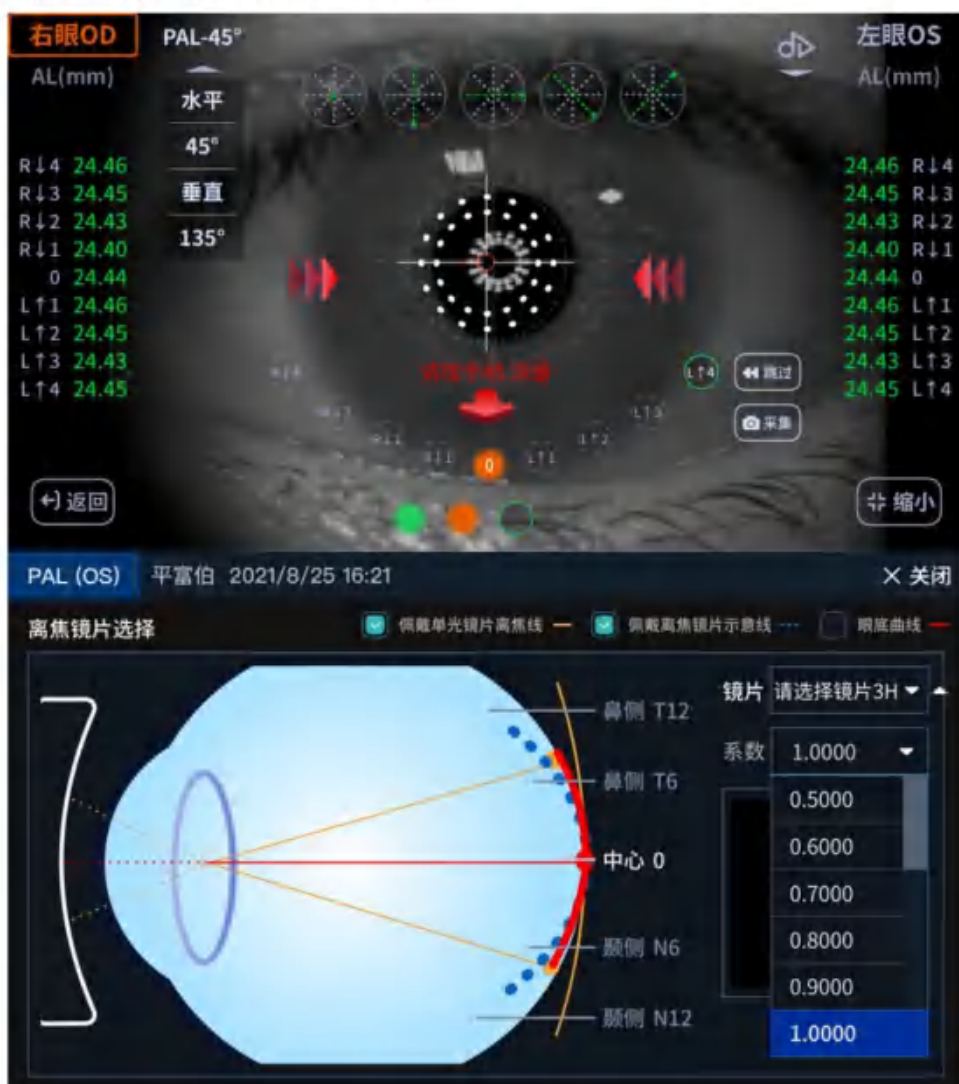 右眼OD
PAL-45°
左眼OS
AL(mm)
AL(mm)
水平
45°
垂直
135°
R↓4 24.46
R↓3 24.45
R↓2 24.43
R↓1 24.40
0 24.44
L↑1 24.46
L↑2 24.45
L↑3 24.43
L↑4 24.45
24.46 R↓4
24.45 R↓3
24.43 R↓2
24.40 R↓1
24.44 0
24.46 L↑1
24.45 L↑2
24.43 L↑3
24.45 L↑4
L↑4
跳过
采集
L↑3
L↑2
L↑1
0
返回
缩小
PAL (OS) 平富伯 2021/8/25 16:21
× 关闭
离焦镜片选择
佩戴单光镜片离焦线
佩戴离焦镜片示意线
眼底曲线
鼻侧 T12
鼻侧 T6
中心 0
颞侧 N6
颞侧 N12
镜片 请选择镜片3H
系数 1.0000
0.5000
0.6000
0.7000
0.8000
0.9000
1.0000